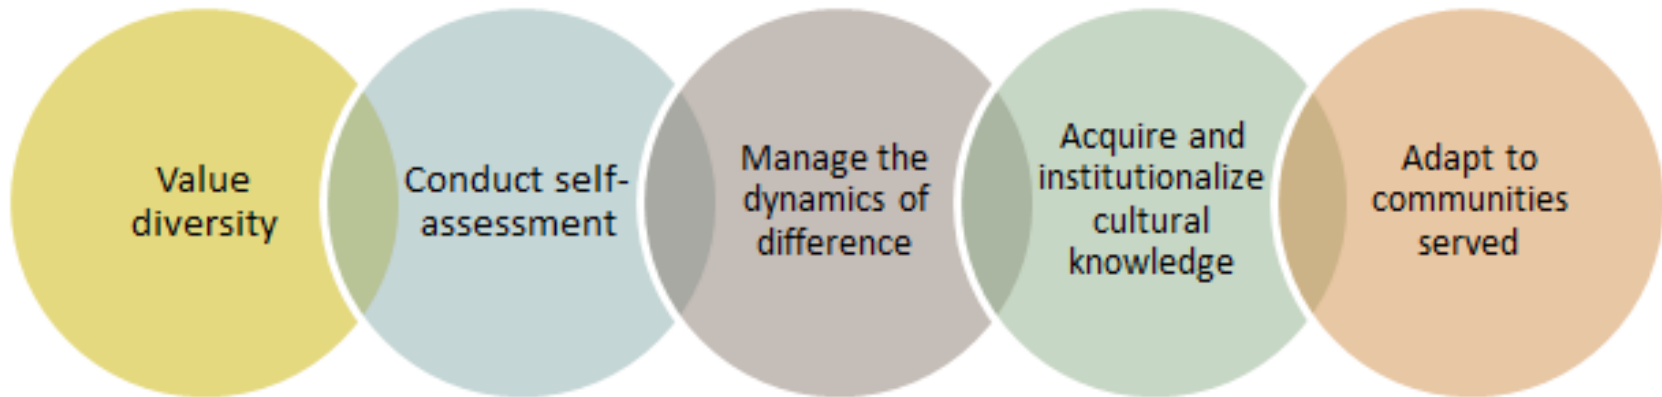 Value
diversity
Conduct self-
assessment
Manage the
dynamics of
difference
Acquire and
institutionalize
cultural
knowledge
Adapt to
communities
served